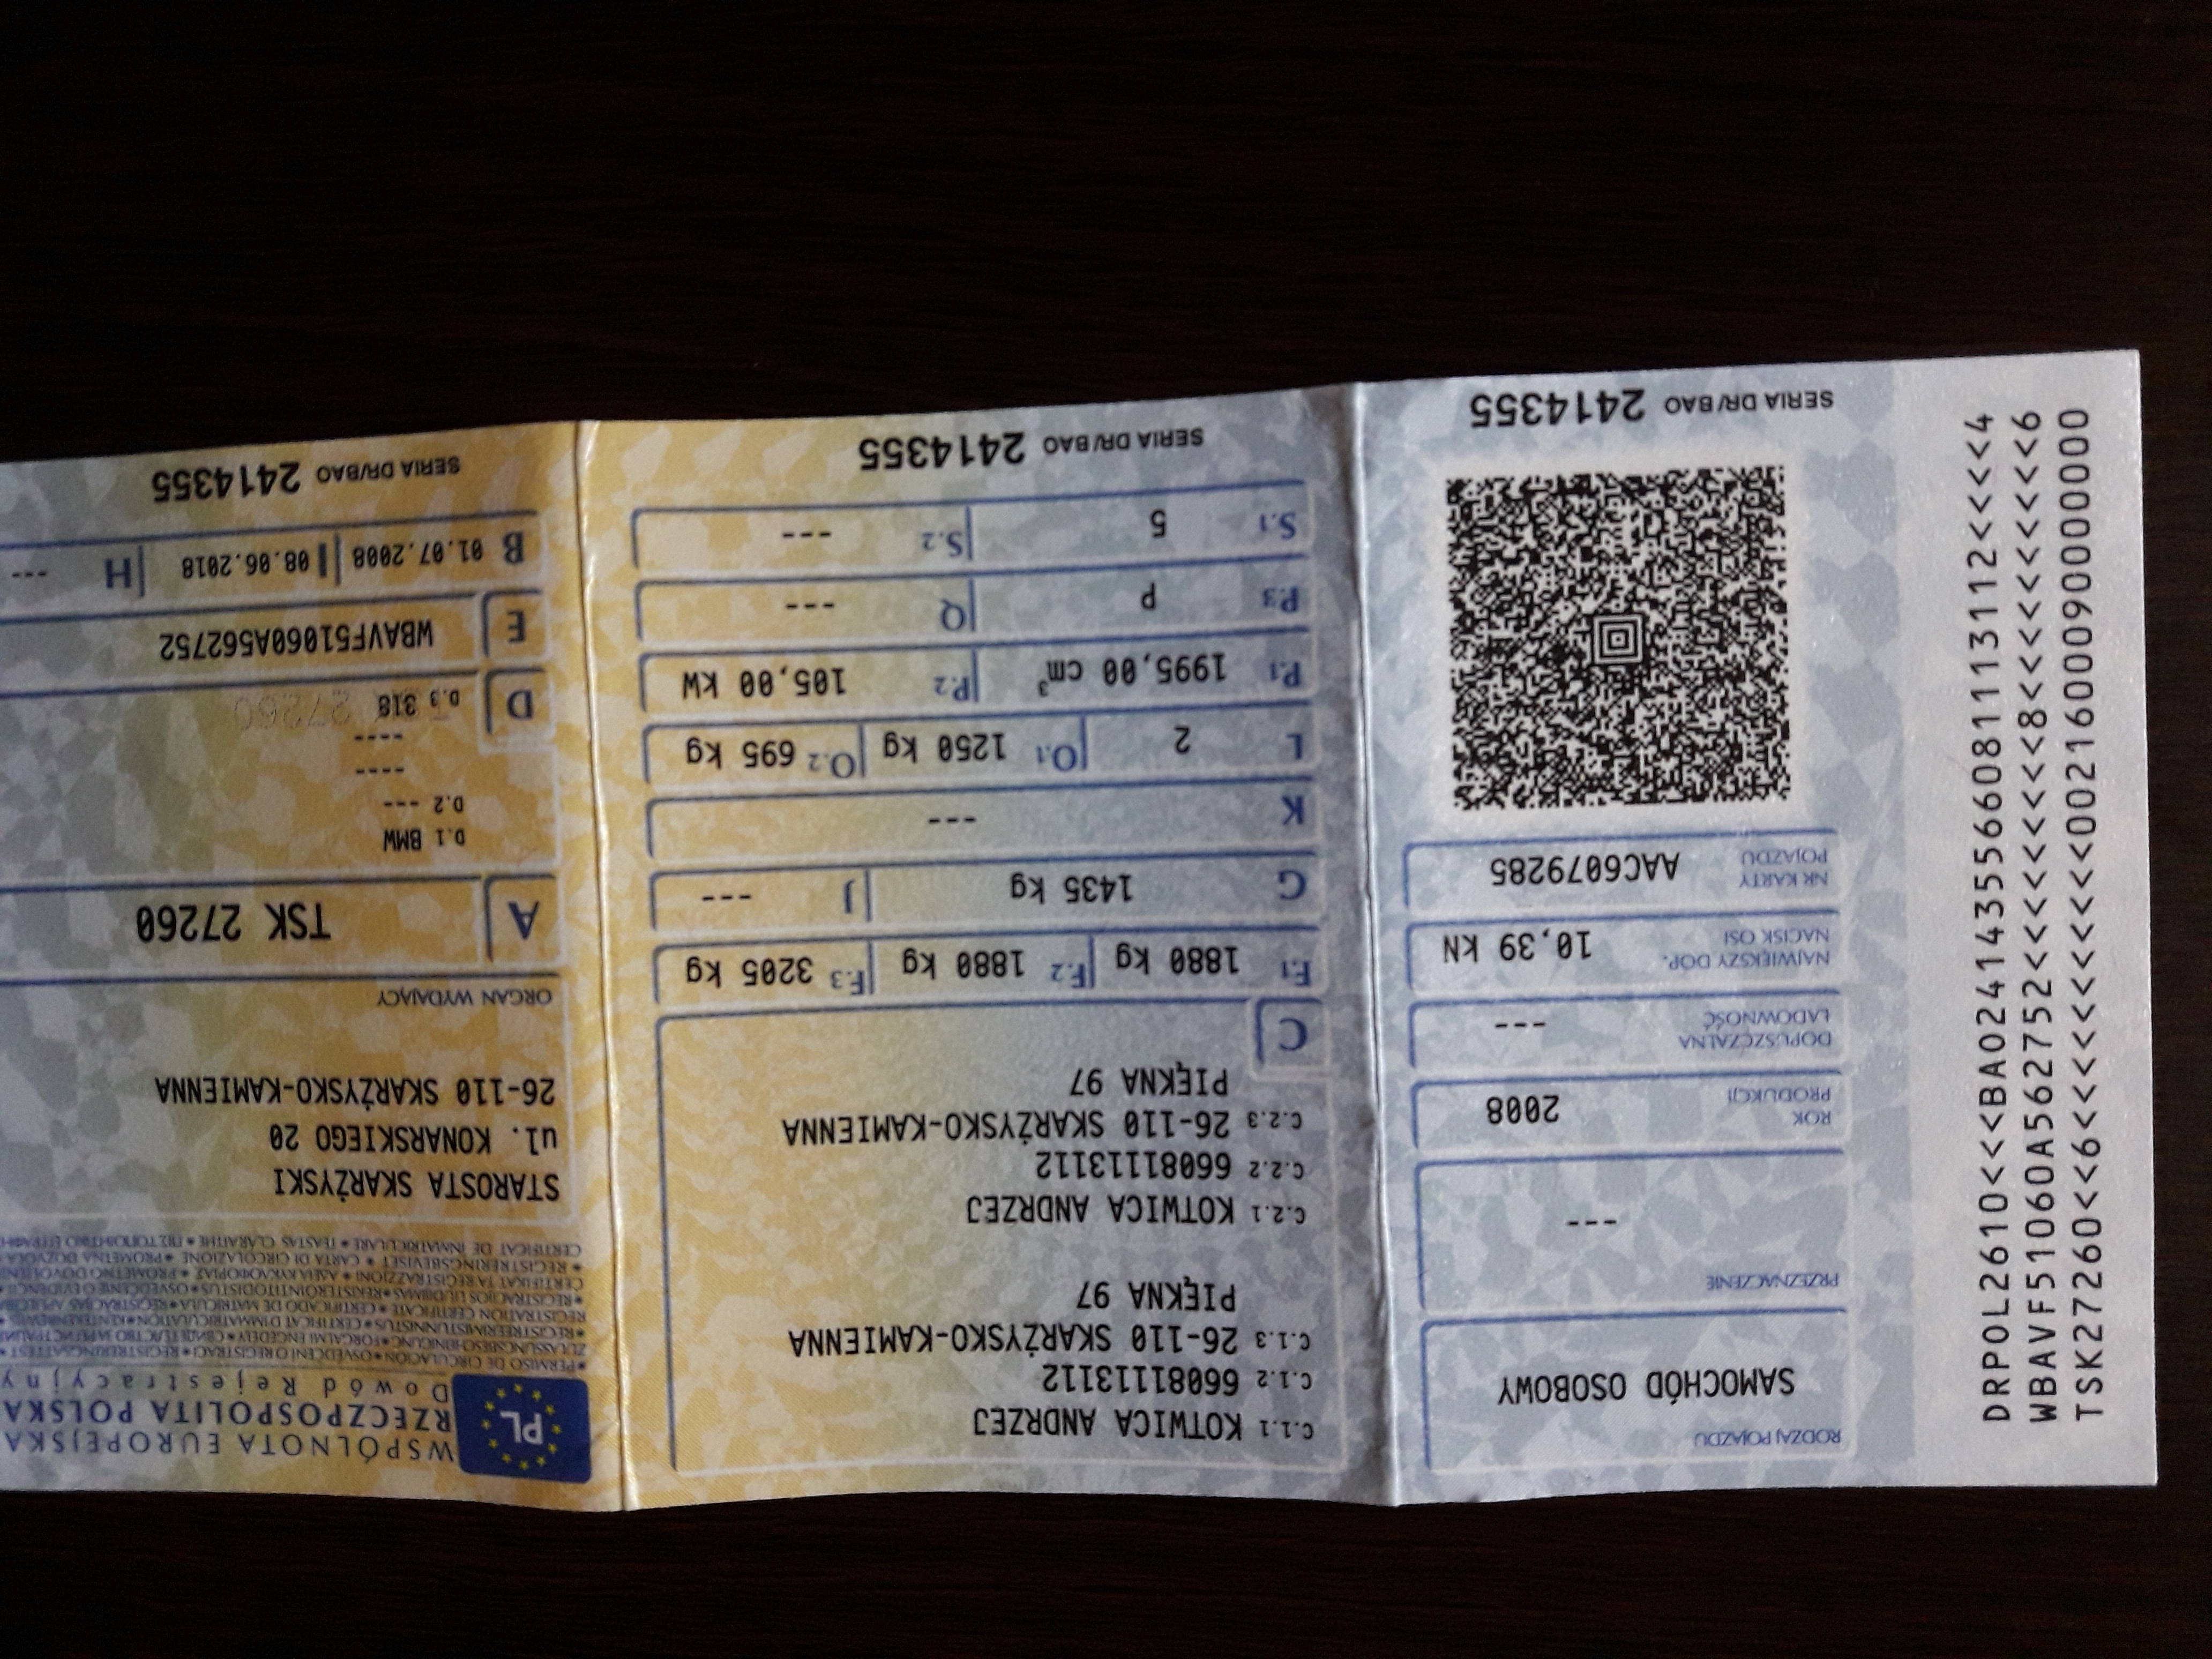 RODZAJ POJAZDU
SAMOCHÓD OSOBOWY
PRZEZNACZENIE
---
ROK PRODUKCJI 2008
DOPUSZCZALNA ŁADOWNOŚĆ ---
NAJWIĘKSZY DOP. NACISK OSI 10,39 kN
NR KARTY POJAZDU AAC6079285
SERIA DR/BAO 2414355
C.1.1 KOTWICA ANDRZEJ
C.1.2 66081113112
C.1.3 26-110 SKARŻYSKO-KAMIENNA
PIĘKNA 97
C.2.1 KOTWICA ANDRZEJ
C.2.2 66081113112
C.2.3 26-110 SKARŻYSKO-KAMIENNA
PIĘKNA 97
C
F.1 1880 kg F.2 1880 kg F.3 3205 kg
G 1435 kg J ---
K ---
L 2 O.1 1250 kg O.2 695 kg
P.1 1995,00 cm³ P.2 105,00 kW
P.3 P Q ---
S.1 5 S.2 ---
SERIA DR/BAO 2414355
PL
WSPÓLNOTA EUROPEJSKA
RZECZPOSPOLITA POLSKA
Dowód Rejestracyjny
STAROSTA SKARŻYSKI
ul. KONARSKIEGO 20
26-110 SKARŻYSKO-KAMIENNA
ORGAN WYDAJĄCY
A TSK 27260
D.1 BMW
D.2 ---
----
----
D D.3 318
E WBAVF51060A562752
B 01.07.2008 I 08.06.2018 H ---
SERIA DR/BAO 2414355
DRPOL2610<<<BAO241435566081113112<<<<4
WBAVF51060A562752<<<<<<<<<8<<<<<<<<<<6
TSK27260<<6<<<<<<<<<<<0021600090000000